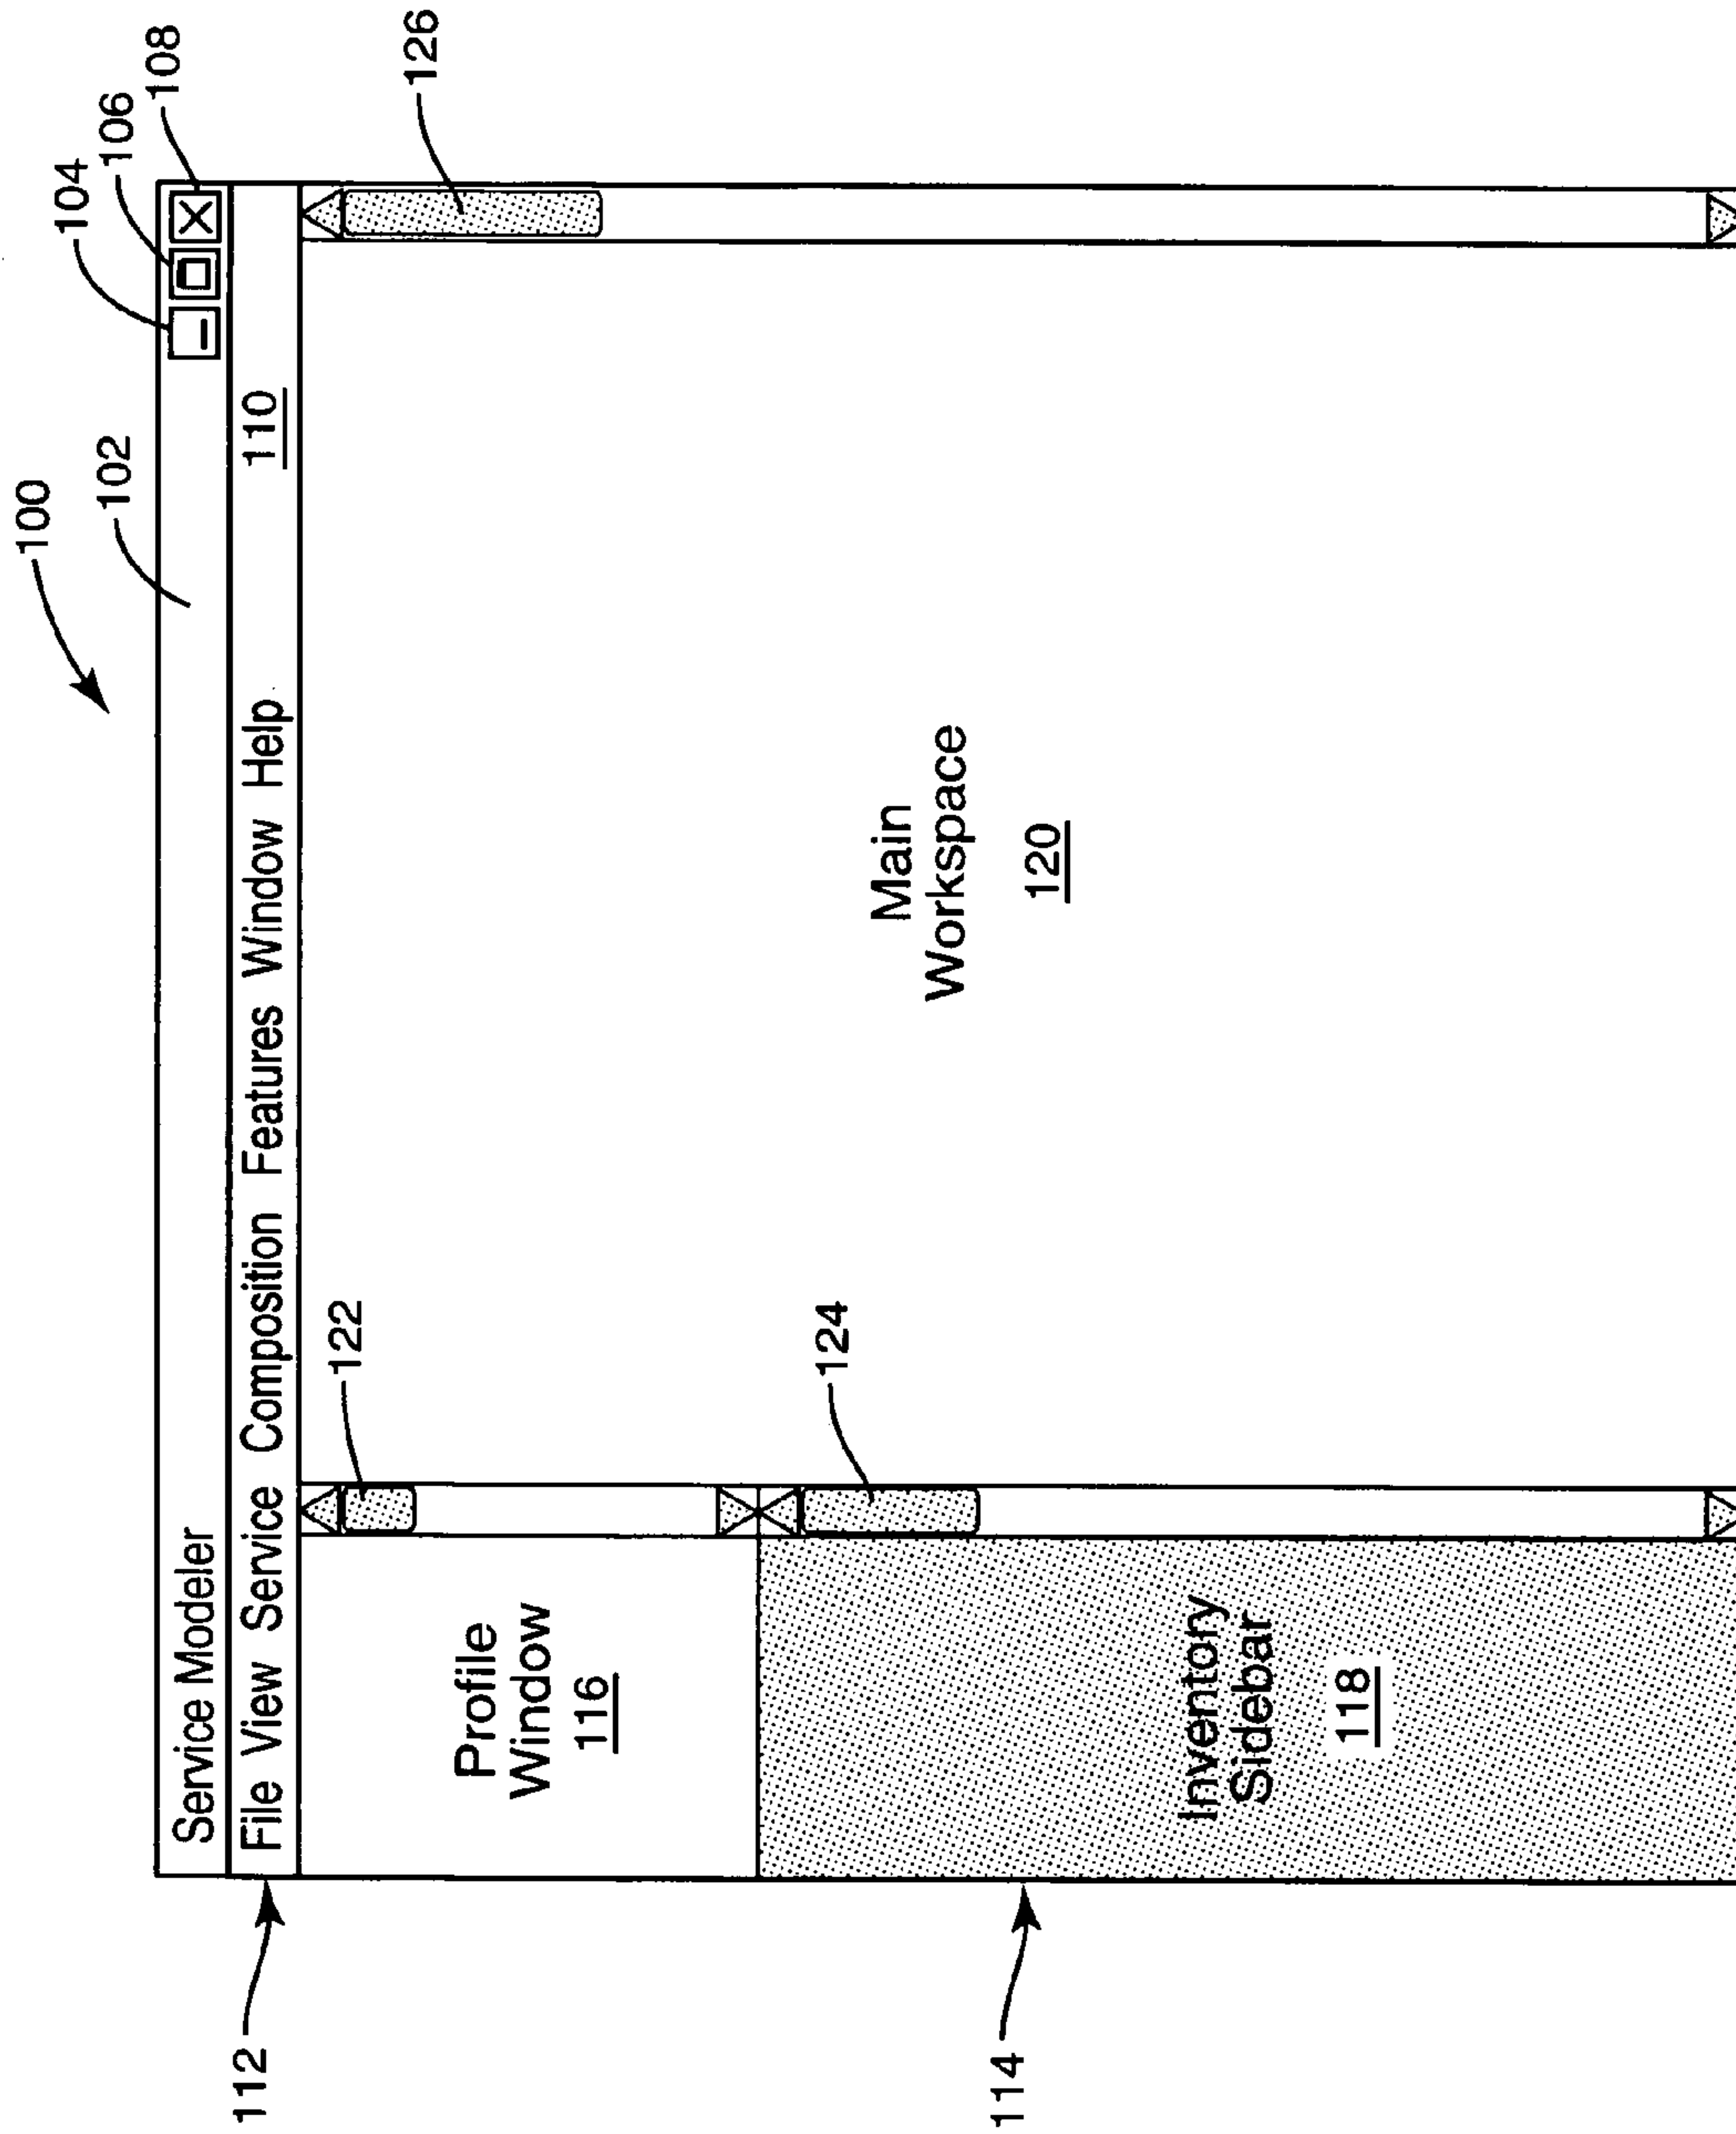 100
102
104
106
108
Service Modeler
112
File View Service Composition Features Window Help
110
126
122
Profile
Window
116
124
114
Inventory
Sidebar
118
Main
Workspace
120